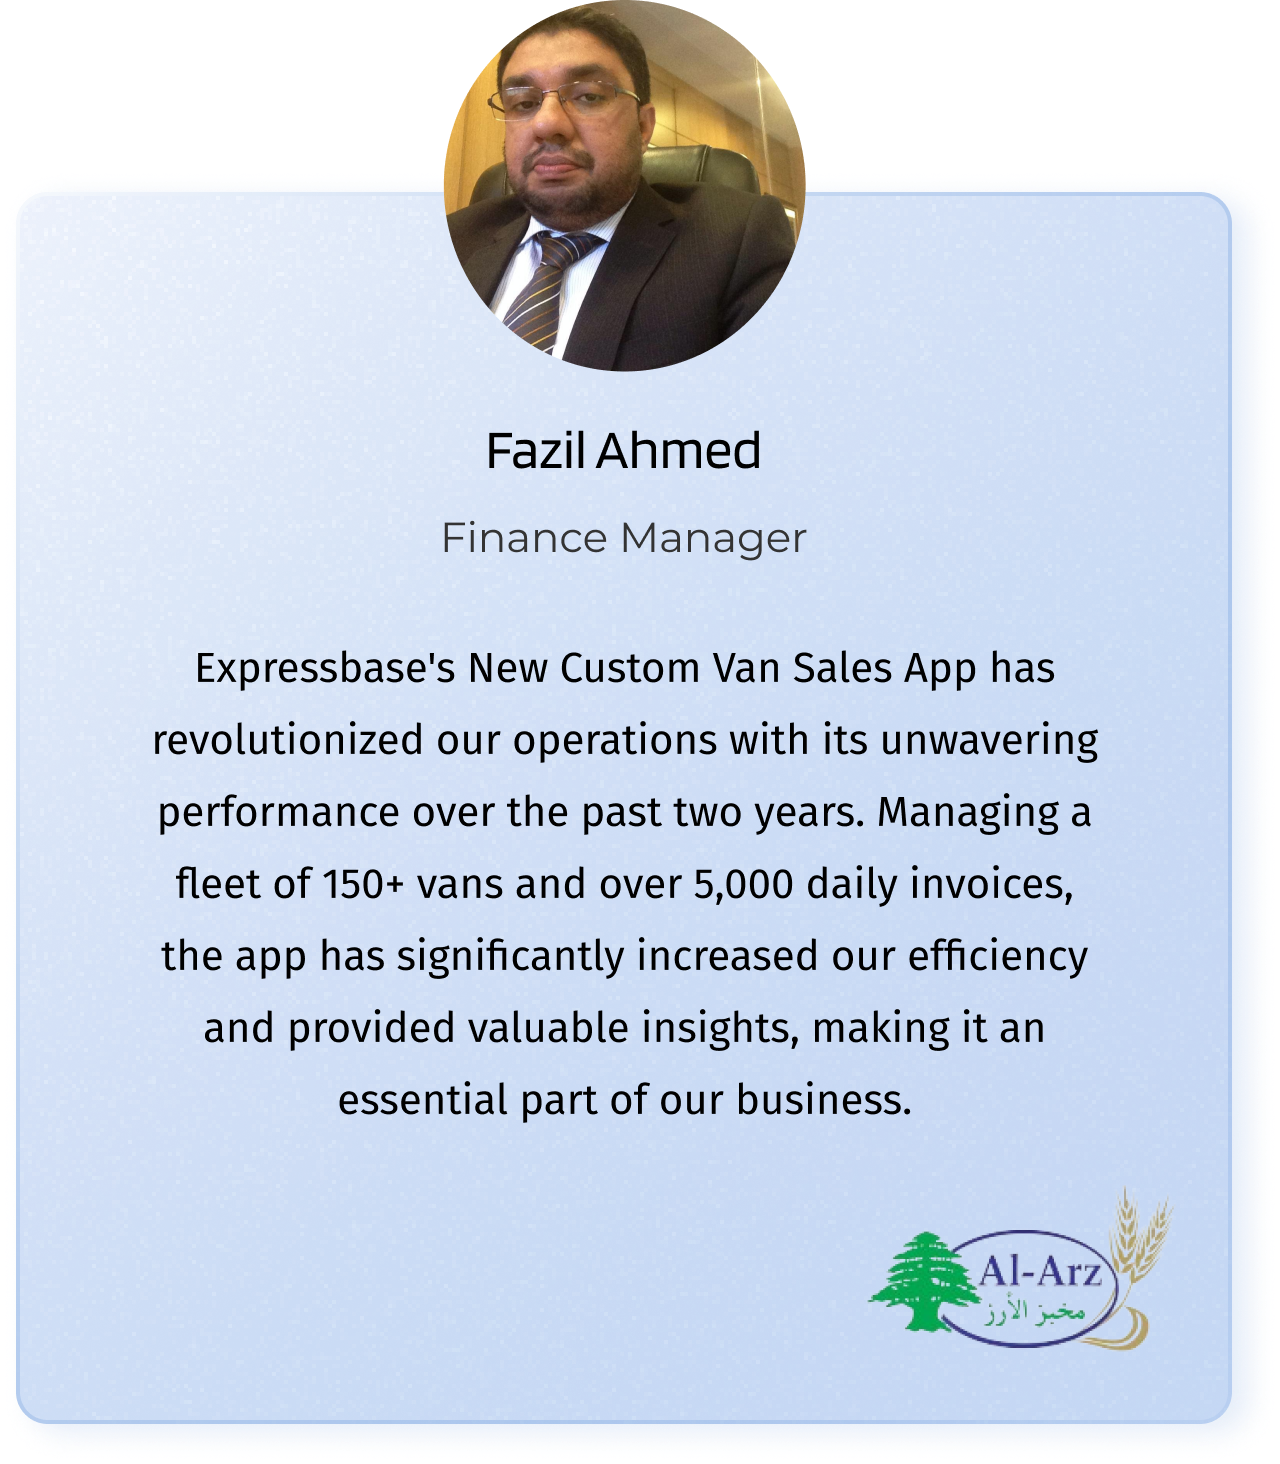 Fazil Ahmed
Finance Manager
Expressbase's New Custom Van Sales App has
revolutionized our operations with its unwavering
performance over the past two years. Managing a
fleet of 150+ vans and over 5,000 daily invoices,
the app has significantly increased our efficiency
and provided valuable insights, making it an
essential part of our business.
Al-Arz
مخبز الأرز